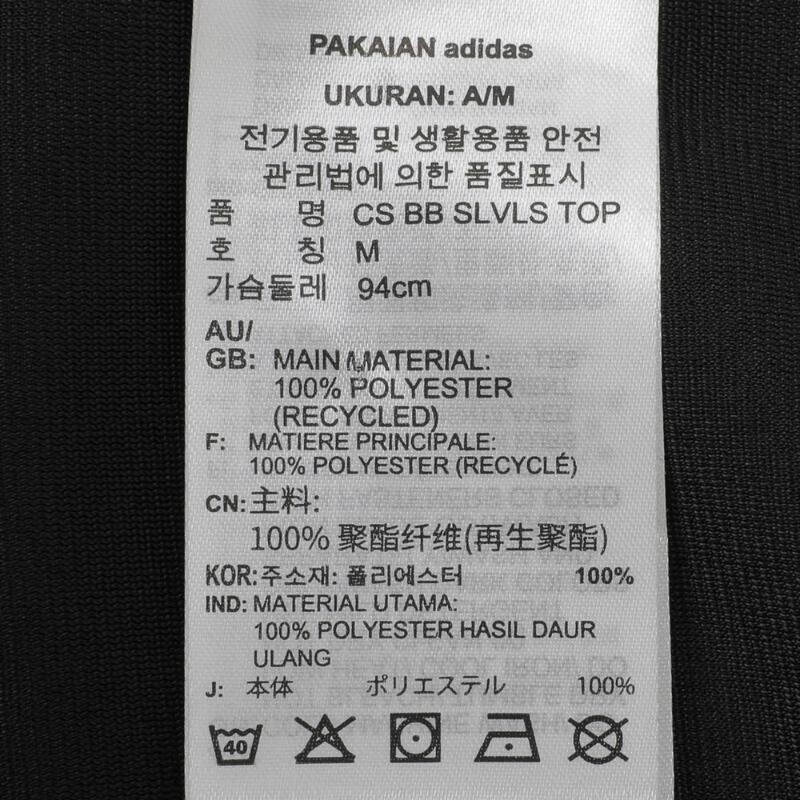 PAKAIAN adidas
UKURAN: A/M
전기용품 및 생활용품 안전
관리법에 의한 품질표시
품 명 CS BB SLVLS TOP
호 칭 M
가슴둘레 94cm
AU/
GB: MAIN MATERIAL:
100% POLYESTER
(RECYCLED)
F: MATIERE PRINCIPALE:
100% POLYESTER (RECYCLÉ)
CN: 主料:
100% 聚酯纤维(再生聚酯)
KOR: 주소재: 폴리에스터 100%
IND: MATERIAL UTAMA:
100% POLYESTER HASIL DAUR
ULANG
J: 本体 ポリエステル 100%
40